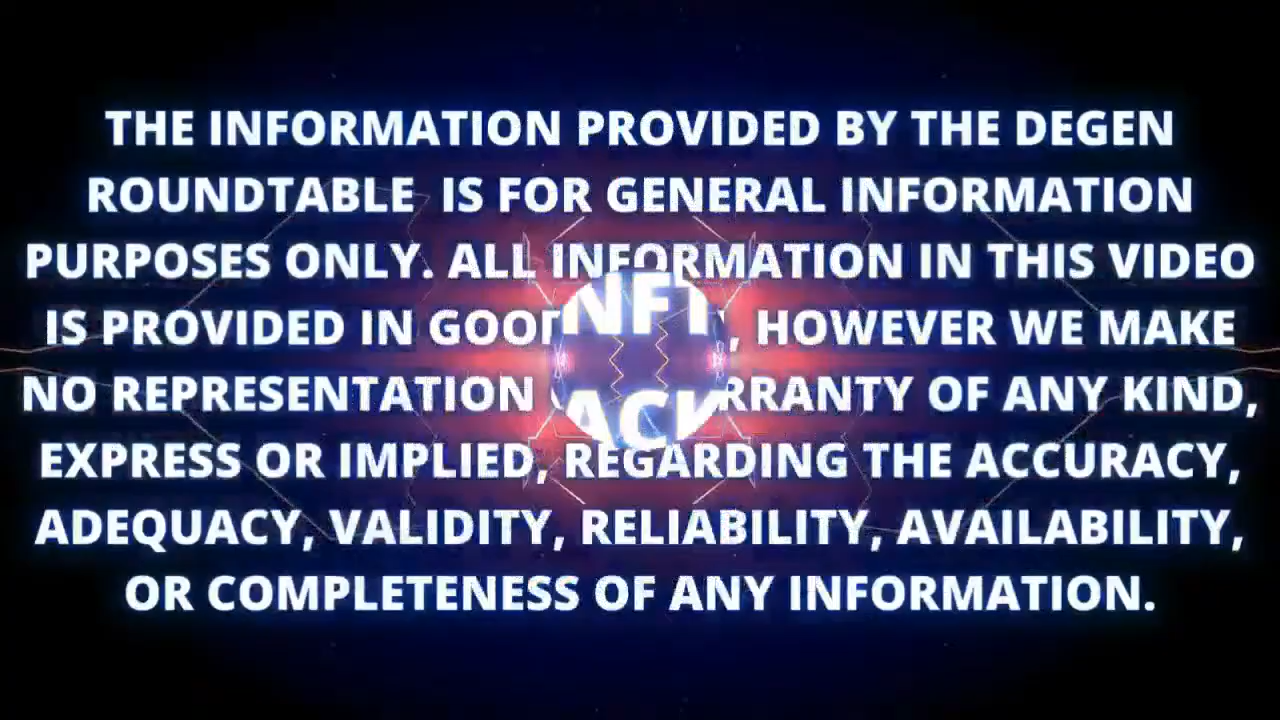 THE INFORMATION PROVIDED BY THE DEGEN
ROUNDTABLE IS FOR GENERAL INFORMATION
PURPOSES ONLY. ALL INFORMATION IN THIS VIDEO
IS PROVIDED IN , HOWEVER WE MAKE
NO REPRESENTATION OF ANY KIND,
EXPRESS OR IMPLIED, REGARDING THE ACCURACY,
ADEQUACY, VALIDITY, RELIABILITY, AVAILABILITY,
OR COMPLETENESS OF ANY INFORMATION.